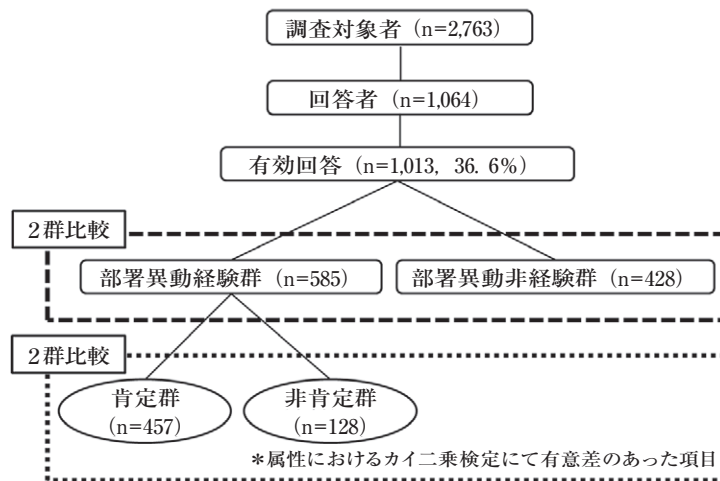 調査対象者（n=2,763）
回答者（n=1,064）
有効回答（n=1,013, 36. 6%）
2群比較
部署異動経験群（n=585）
部署異動非経験群（n=428）
2群比較
肯定群
（n=457）
非肯定群
（n=128）
＊属性におけるカイ二乗検定にて有意差のあった項目